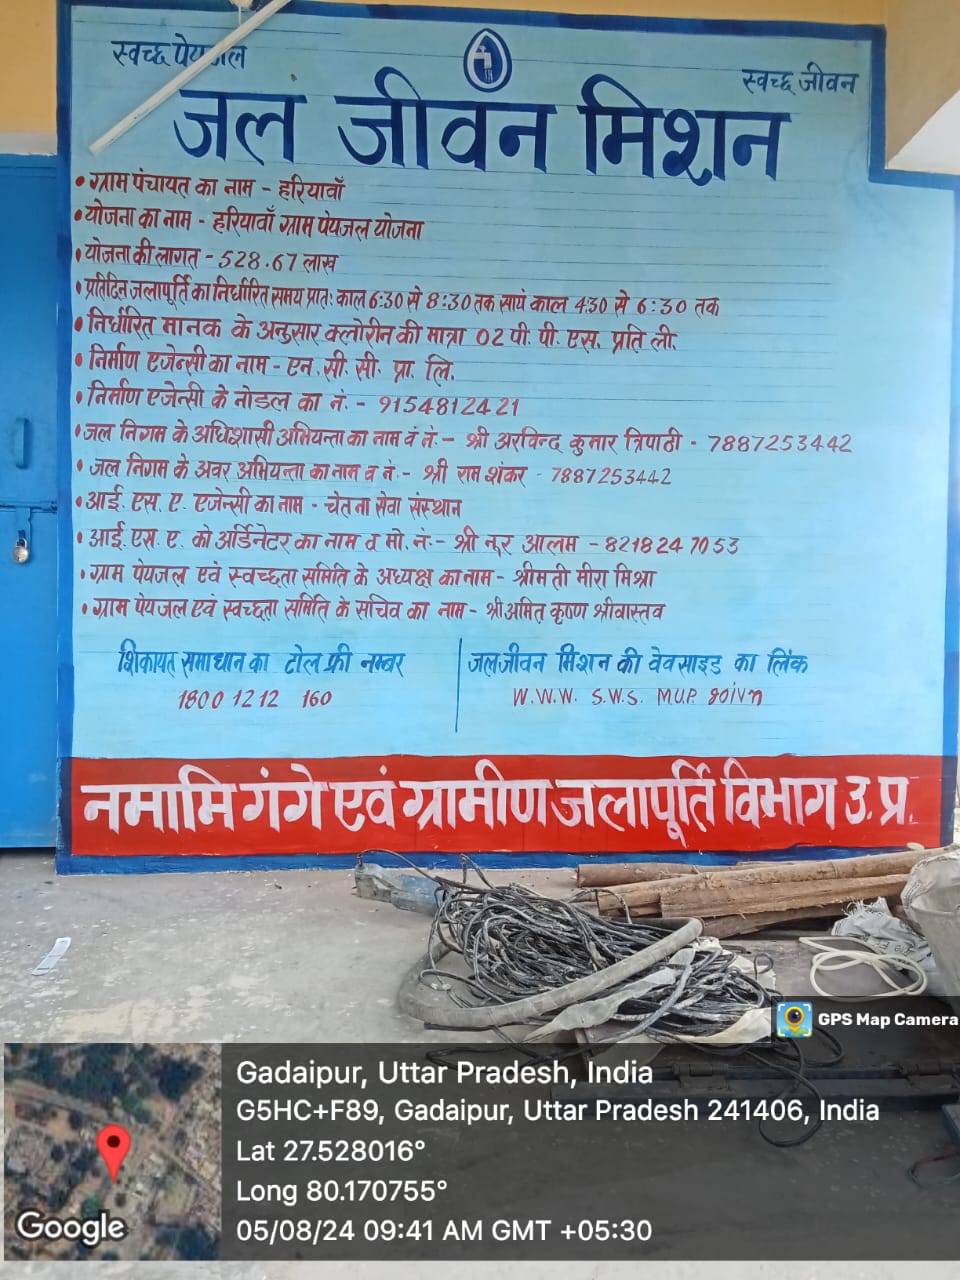 स्वच्छ पेयजल
स्वच्छ जीवन
जल जीवन मिशन
• ग्राम पंचायत का नाम - हरियावाँ
• योजना का नाम - हरियावाँ ग्राम पेयजल योजना
• योजना की लागत - 528.67 लाख
• प्रतिदिन जलापूर्ति का निर्धारित समय प्रात: काल 6:30 से 8:30 तक सायं काल 4:30 से 6:30 तक
• निर्धारित मानक के अनुसार क्लोरीन की मात्रा 02 पी. पी. एस. प्रति ली.
• निर्माण एजेन्सी का नाम - एन. सी. सी. प्रा. लि.
• निर्माण एजेन्सी के नोडल का नं. - 9154812421
• जल निगम के अधिशासी अभियन्ता का नाम व नं. - श्री अरविन्द कुमार त्रिपाठी - 7887253442
• जल निगम के अवर अभियन्ता का नाम व नं - श्री राम शंकर - 7887253442
• आई. एस. ए. एजेन्सी का नाम - चेतना सेवा संस्थान
• आई. एस. ए. को अर्डिनेटर का नाम व मो. नं. - श्री नूर आलम - 8218247053
• ग्राम पेयजल एवं स्वच्छता समिति के अध्यक्ष का नाम - श्रीमती मीरा मिश्रा
• ग्राम पेयजल एवं स्वच्छता समिति के सचिव का नाम - श्री अमित कृष्ण श्रीवास्तव
शिकायत समाधान का टोल फ्री नम्बर
1800 1212 160
जल जीवन मिशन की वेवसाइड का लिंक
W.W.W. S.W.S. M.U.P. goivn
नमामि गंगे एवं ग्रामीण जलापूर्ति विभाग उ. प्र.
GPS Map Camera
Gadaipur, Uttar Pradesh, India
G5HC+F89, Gadaipur, Uttar Pradesh 241406, India
Lat 27.528016°
Long 80.170755°
05/08/24 09:41 AM GMT +05:30
Google